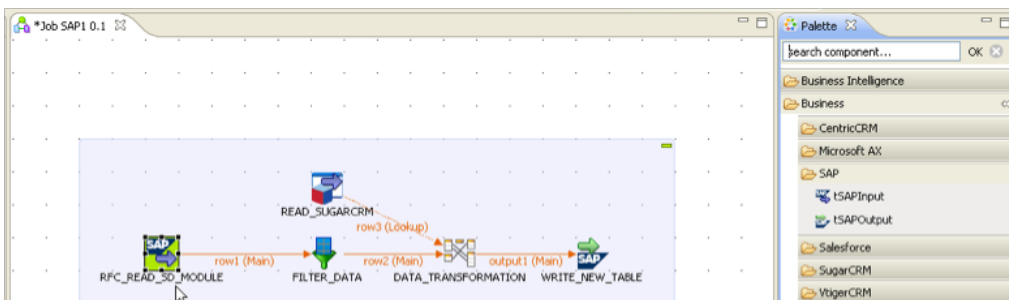 *Job SAP1 0.1
READ_SUGARCRM
row3 (Lookup)
SAP
row1 (Main)
row2 (Main)
output1 (Main)
SAP
RFC_READ_SD_MODULE
FILTER_DATA
DATA_TRANSFORMATION
WRITE_NEW_TABLE
Palette
Search component...
OK
Business Intelligence
Business
CentricCRM
Microsoft AX
SAP
tSAPInput
tSAPOutput
Salesforce
SugarCRM
VtigerCRM